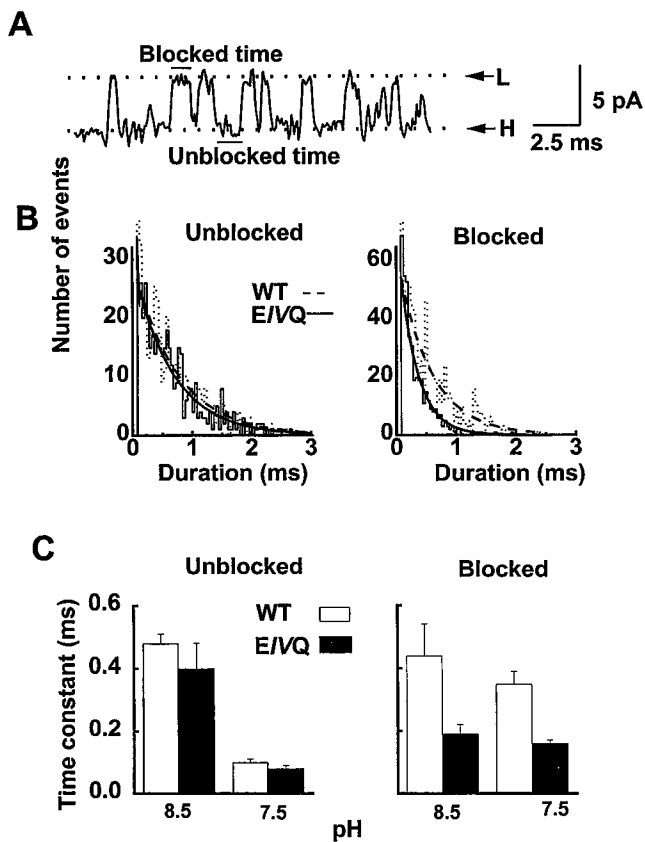 A
Blocked time
L
5 pA
H
2.5 ms
Unblocked time
B
Number of events
Unblocked
Blocked
30
20
10
0
WT
EIVQ
60
40
20
0
0 1 2 3
0 1 2 3
Duration (ms)
Duration (ms)
C
Unblocked
Blocked
Time constant (ms)
0.6
0.4
0.2
0.0
WT
EIVQ
8.5 7.5
8.5 7.5
pH